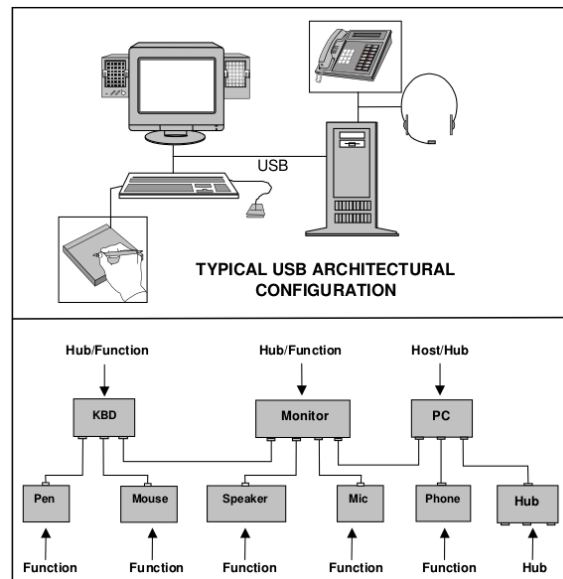 USB
TYPICAL USB ARCHITECTURAL
CONFIGURATION
Hub/Function
Hub/Function
Host/Hub
KBD
Monitor
PC
Pen
Mouse
Speaker
Mic
Phone
Hub
Function
Function
Function
Function
Function
Hub